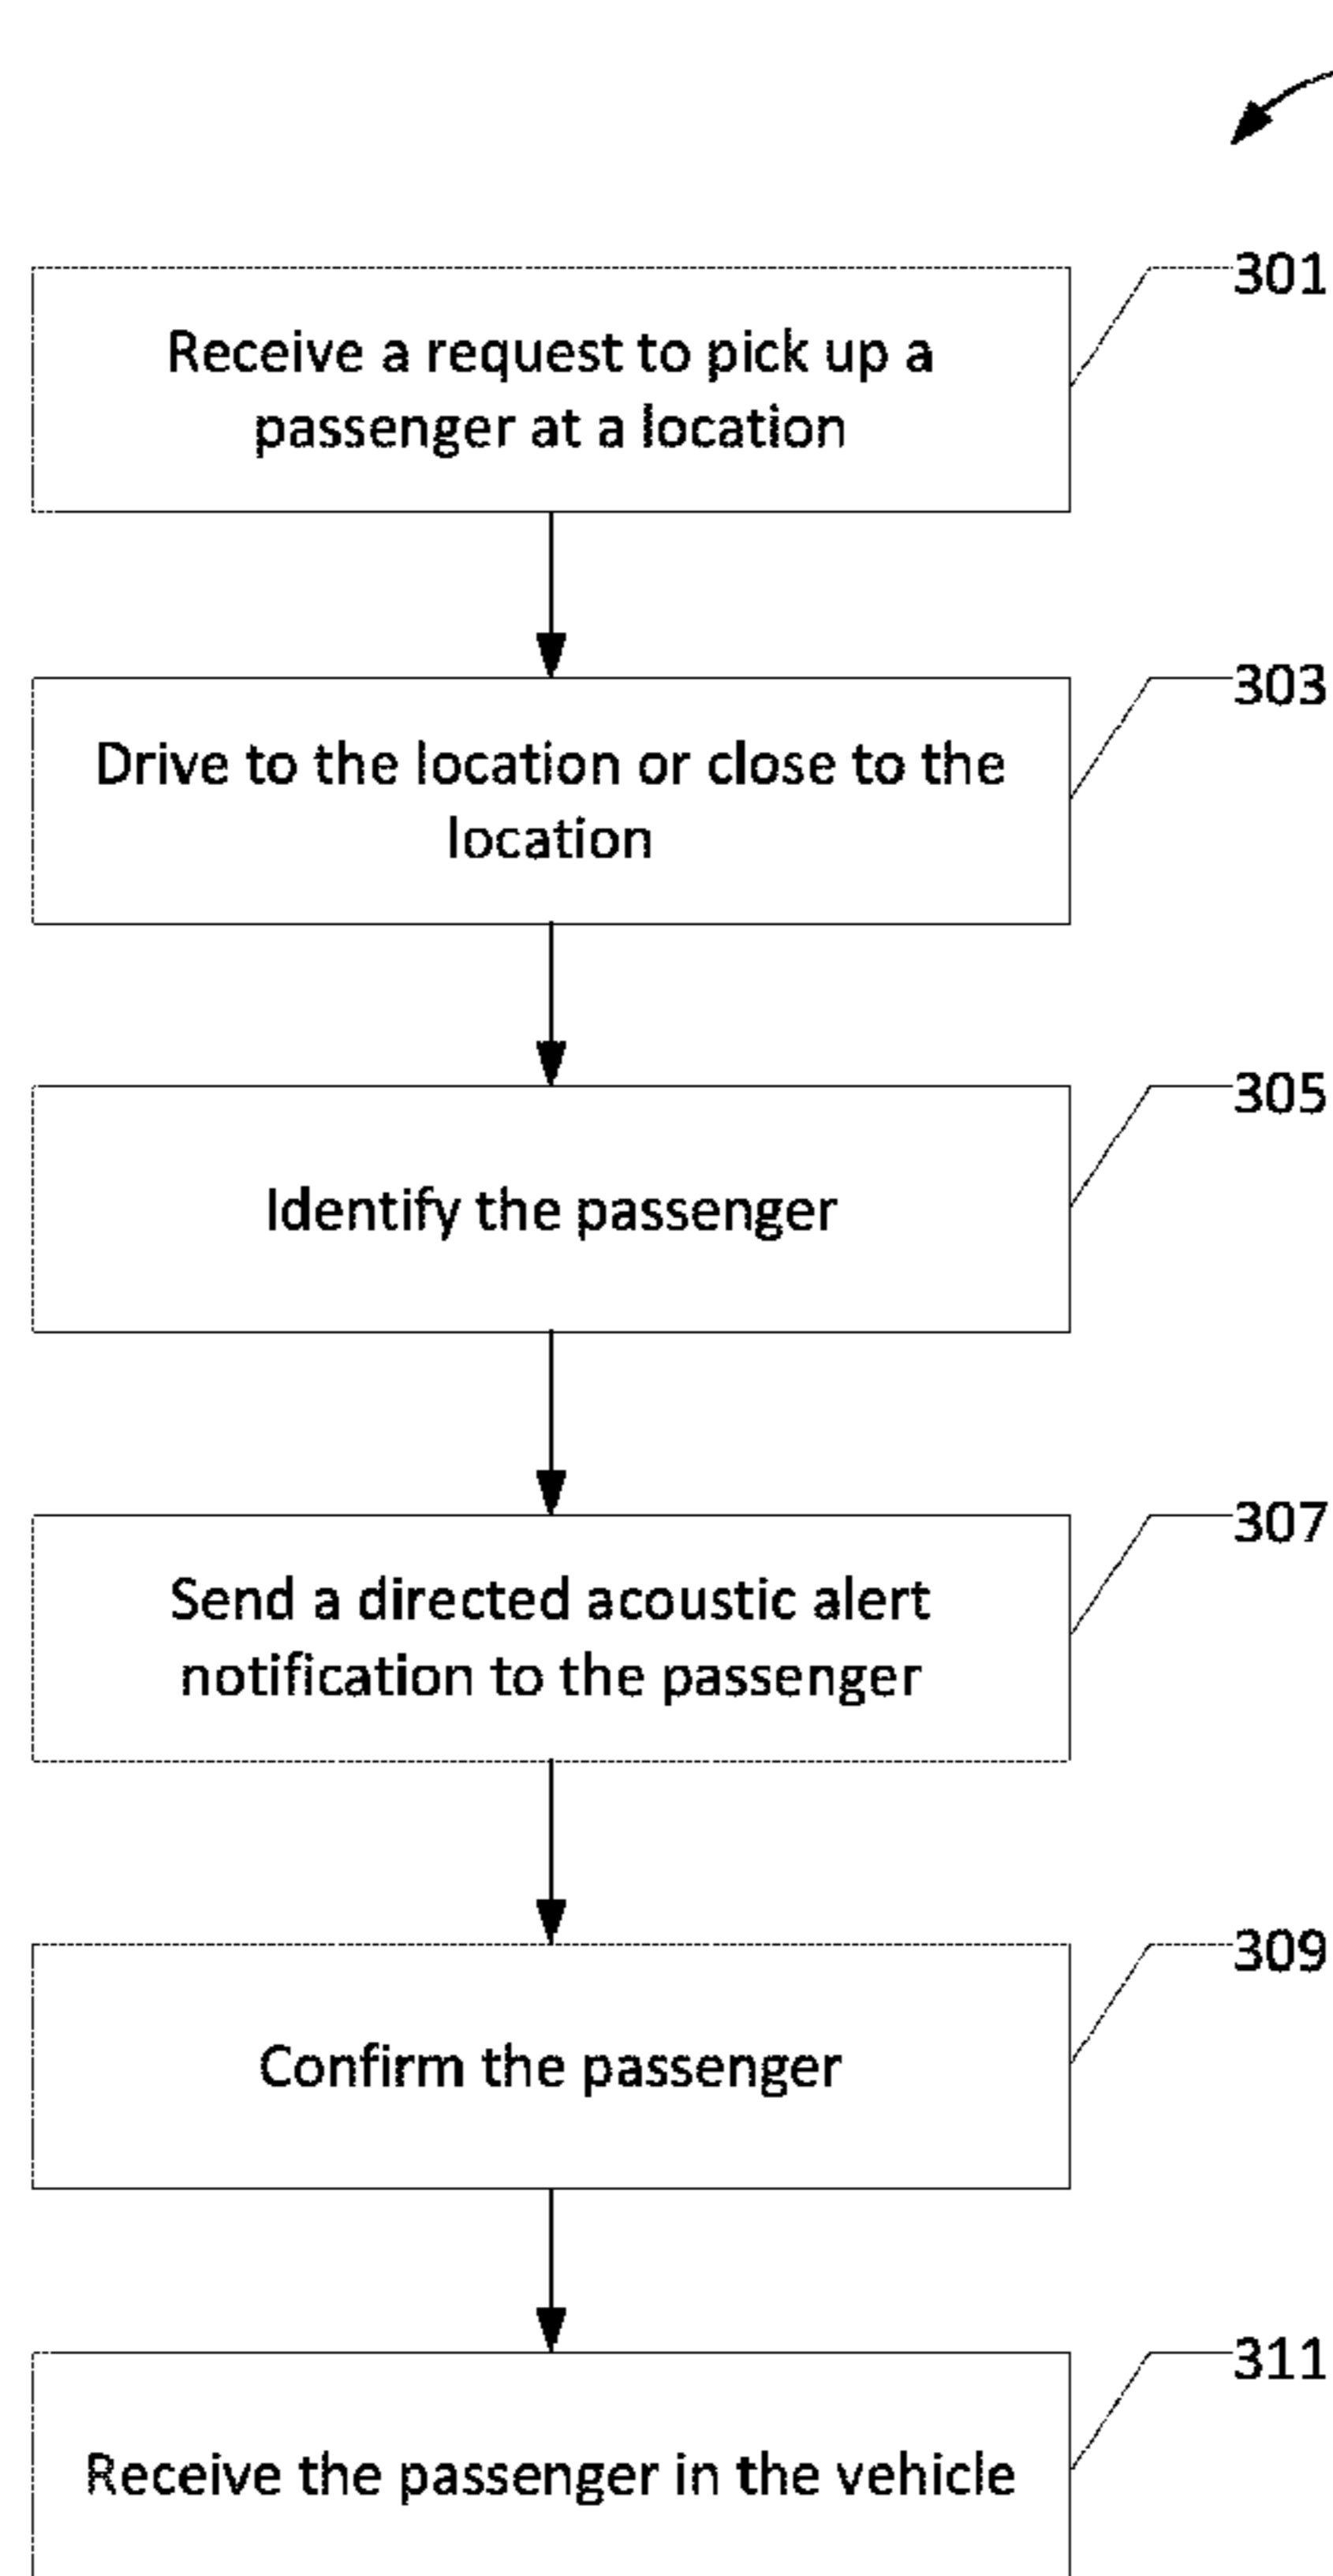 301
Receive a request to pick up a
passenger at a location
303
Drive to the location or close to the
location
305
Identify the passenger
307
Send a directed acoustic alert
notification to the passenger
309
Confirm the passenger
311
Receive the passenger in the vehicle